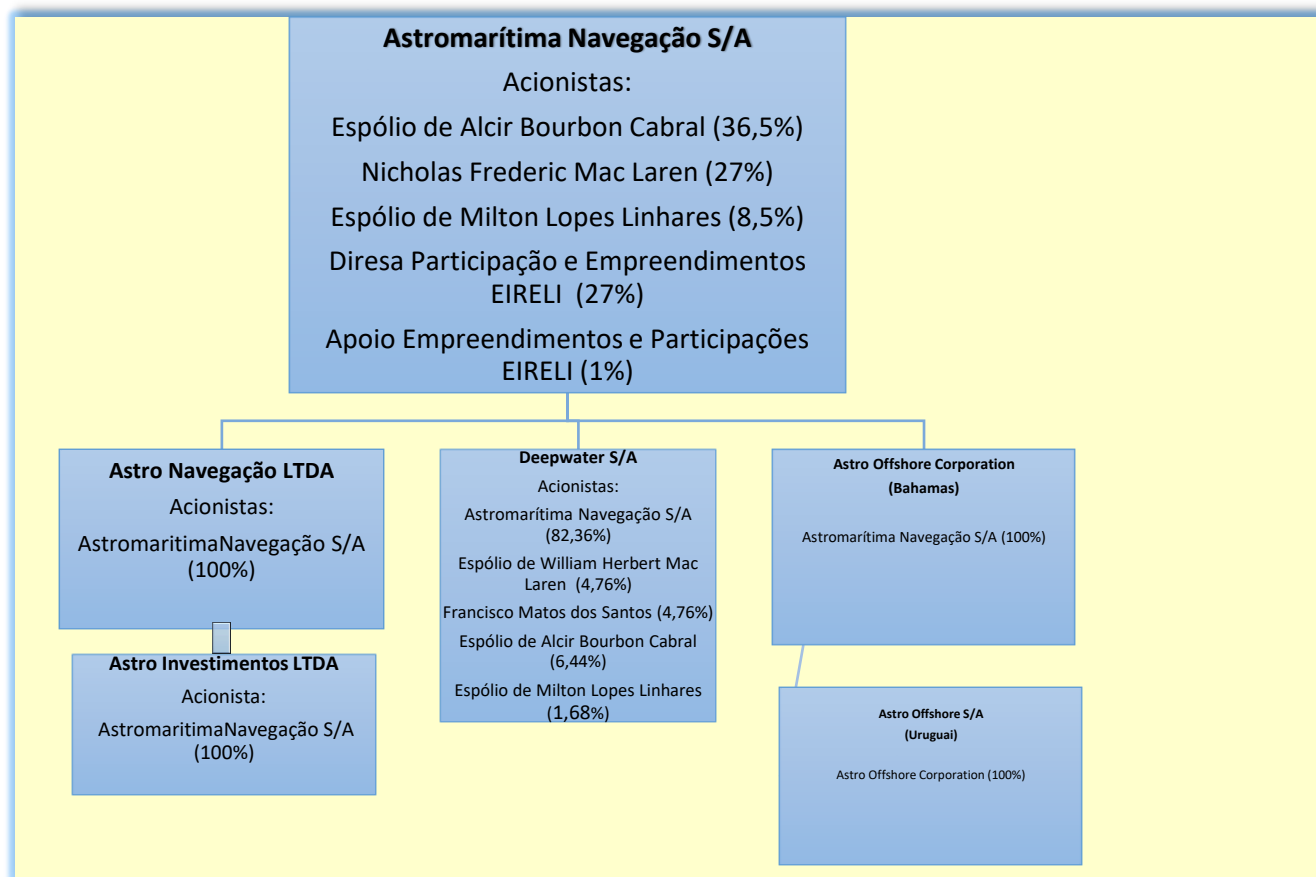 Astromarítima Navegação S/A
Acionistas:
Espólio de Alcir Bourbon Cabral (36,5%)
Nicholas Frederic Mac Laren (27%)
Espólio de Milton Lopes Linhares (8,5%)
Diresa Participação e Empreendimentos
EIRELI (27%)
Apoio Empreendimentos e Participações
EIRELI (1%)
Astro Navegação LTDA
Acionistas:
AstromaritimaNavegação S/A
(100%)
Astro Investimentos LTDA
Acionista:
AstromaritimaNavegação S/A
(100%)
Deepwater S/A
Acionistas:
Astromarítima Navegação S/A
(82,36%)
Espólio de William Herbert Mac
Laren (4,76%)
Francisco Matos dos Santos (4,76%)
Espólio de Alcir Bourbon Cabral
(6,44%)
Espólio de Milton Lopes Linhares
(1,68%)
Astro Offshore Corporation
(Bahamas)
Astromarítima Navegação S/A (100%)
Astro Offshore S/A
(Uruguai)
Astro Offshore Corporation (100%)